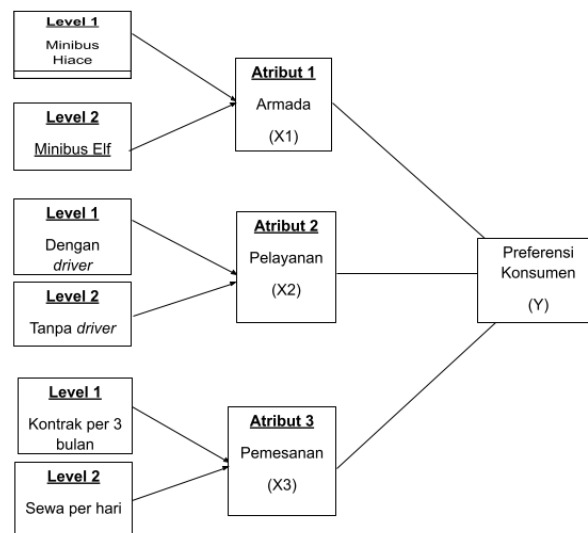 Level 1
Minibus
Hiace
Level 2
Minibus Elf
Atribut 1
Armada
(X1)
Level 1
Dengan
driver
Level 2
Tanpa driver
Atribut 2
Pelayanan
(X2)
Level 1
Kontrak per 3
bulan
Level 2
Sewa per hari
Atribut 3
Pemesanan
(X3)
Preferensi
Konsumen
(Y)